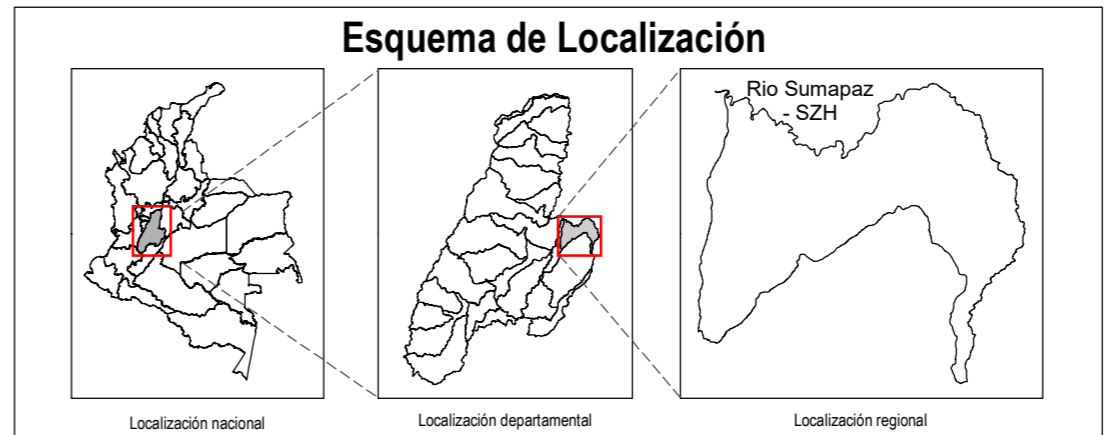 Esquema de Localización
Rio Sumapaz
- SZH
Localización nacional
Localización departamental
Localización regional